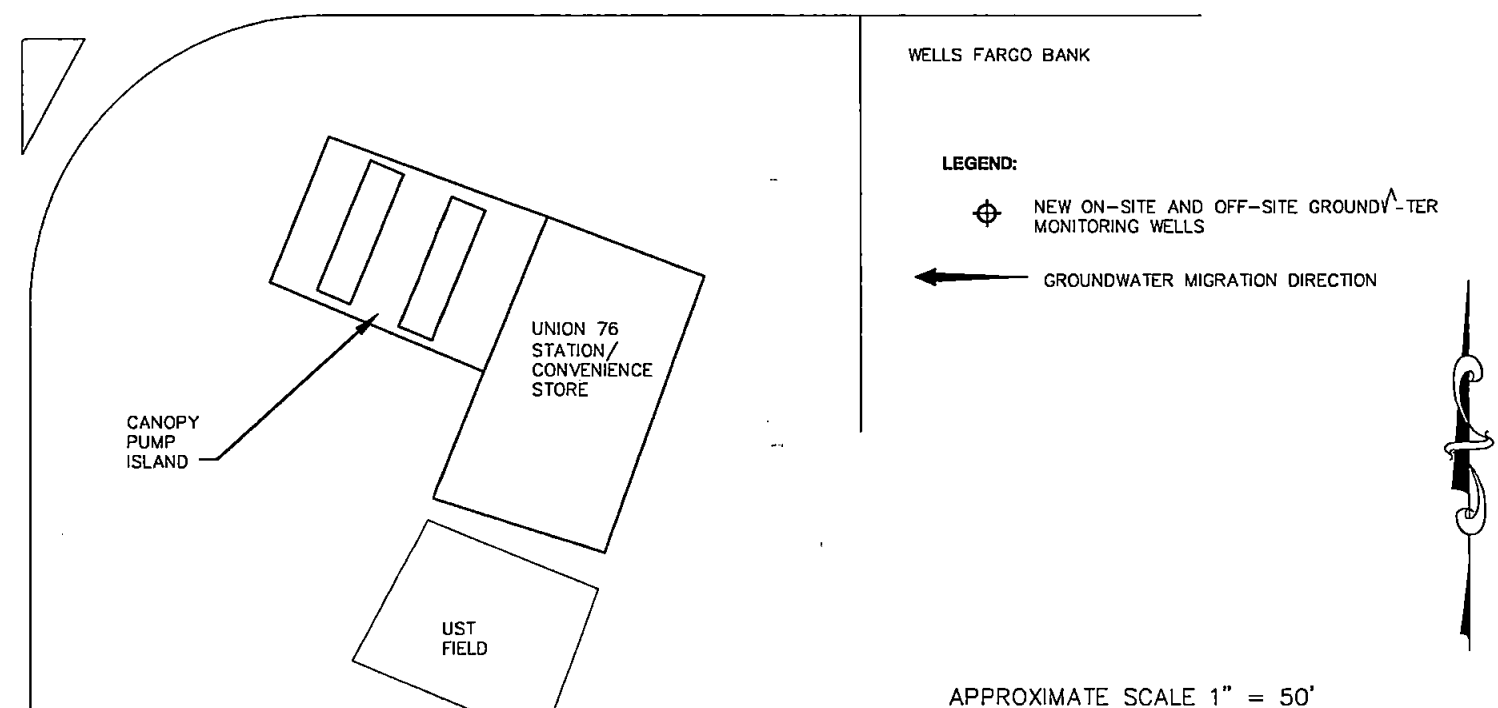 WELLS FARGO BANK
LEGEND:
NEW ON-SITE AND OFF-SITE
MONITORING WELLS
GROUNDWATER MIGRATION DIRECTION
UNION 76
STATION/
CONVENIENCE
STORE
CANOPY
PUMP
ISLAND
UST
FIELD
APPROXIMATE SCALE 1" = 50'